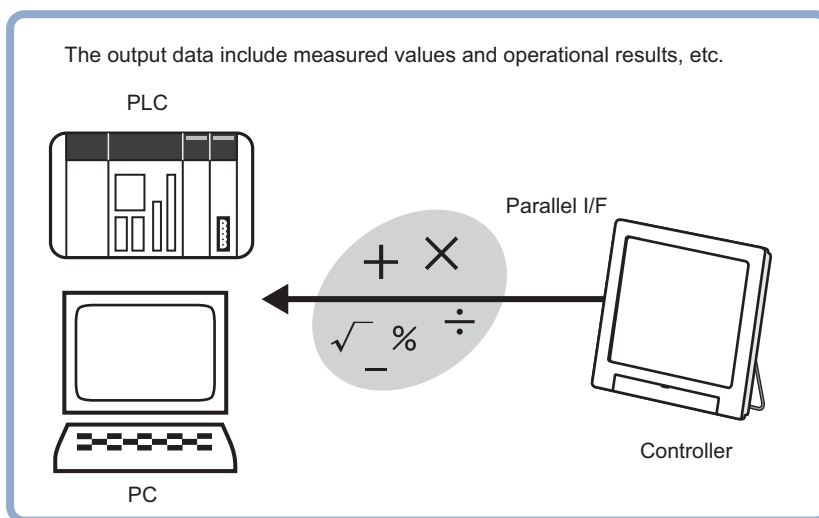 The output data include measured values and operational results, etc.
PLC
Parallel I/F
+ ×
√ % ÷
−
Controller
PC